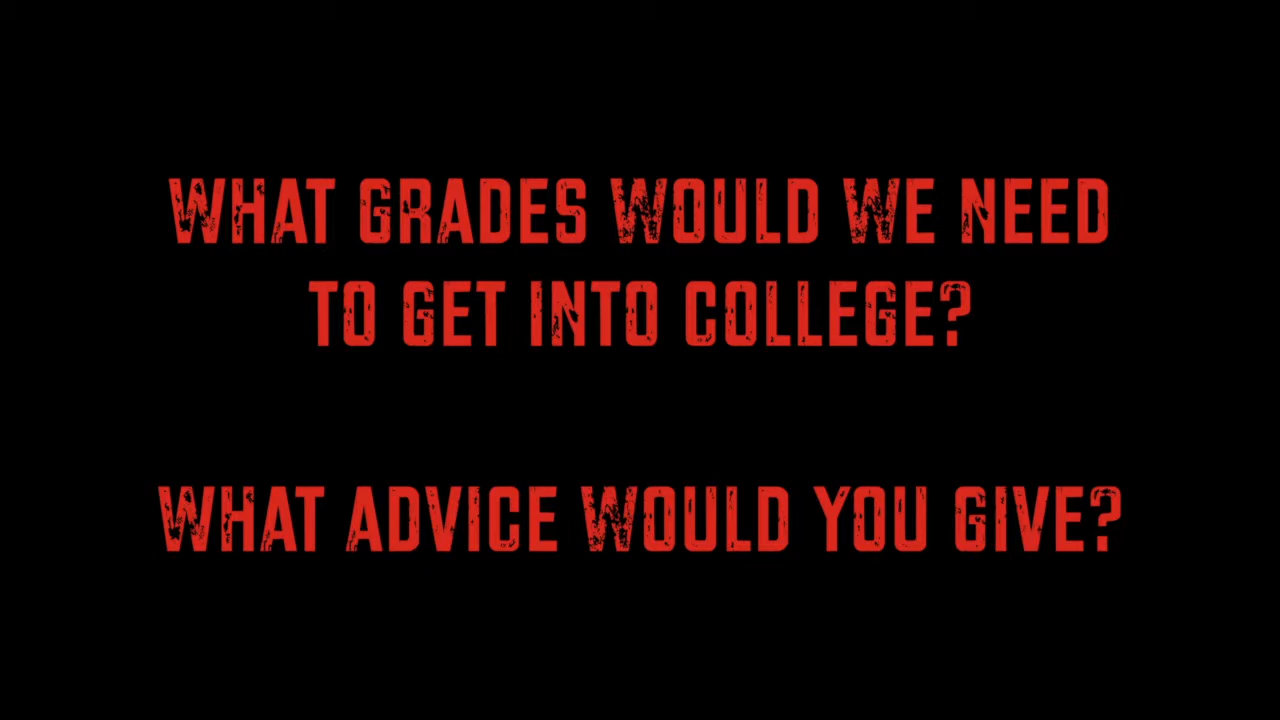 WHAT GRADES WOULD WE NEED
TO GET INTO COLLEGE?
WHAT ADVICE WOULD YOU GIVE?